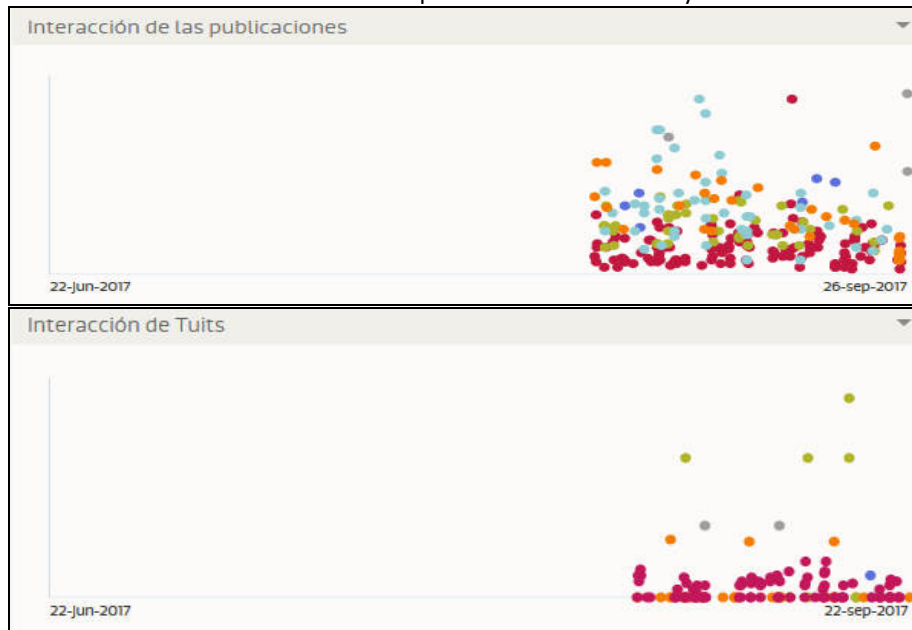 Interacción de las publicaciones
22-jun-2017 26-sep-2017
Interacción de Tuits
22-jun-2017 22-sep-2017